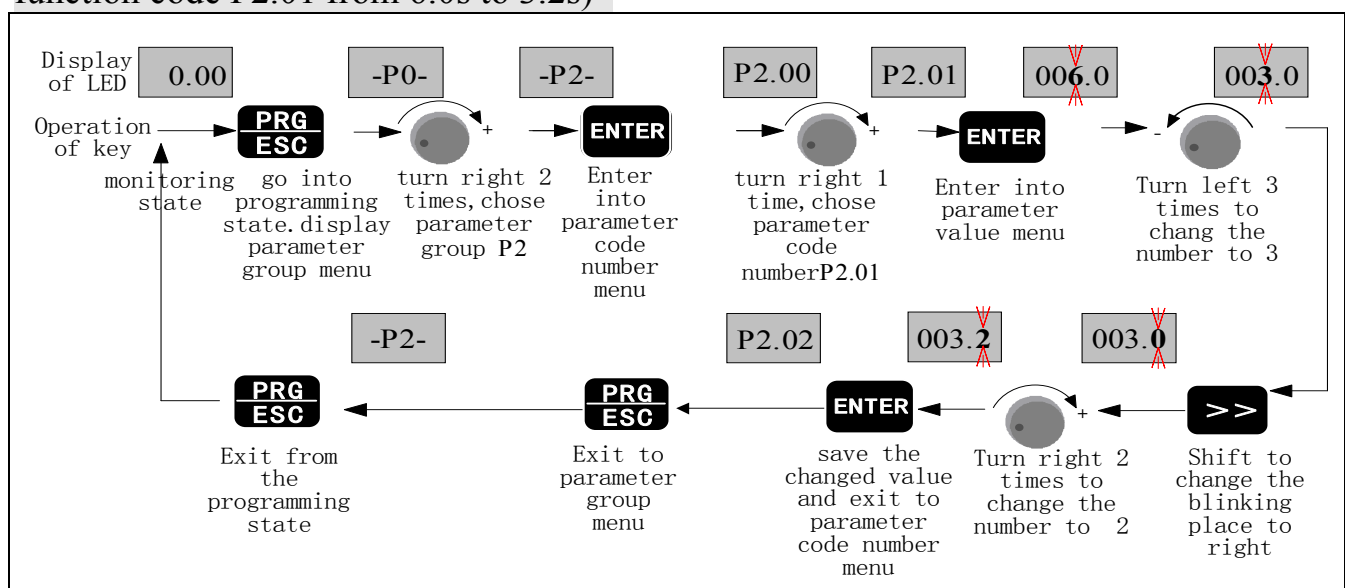 function code P2.01 from 6.0s to 3.2s)
Display
of LED
0.00
-P0-
-P2-
P2.00
P2.01
006.0
003.0
Operation
of key
PRG
ESC
+
ENTER
+
ENTER
-
monitoring
state
go into
programming
state.display
parameter
group menu
turn right 2
times,chose
parameter
group P2
Enter
into
parameter
code
number
menu
turn right 1
time,chose
parameter
code
numberP2.01
Enter into
parameter
value menu
Turn left 3
times to
chang the
number to 3
-P2-
P2.02
003.2
003.0
PRG
ESC
PRG
ESC
ENTER
+
>>
Exit from
the
programming
state
Exit to
parameter
group
menu
save the
changed value
and exit to
parameter
code number
menu
Turn right 2
times to
change the
number to 2
Shift to
change the
blinking
place to
right